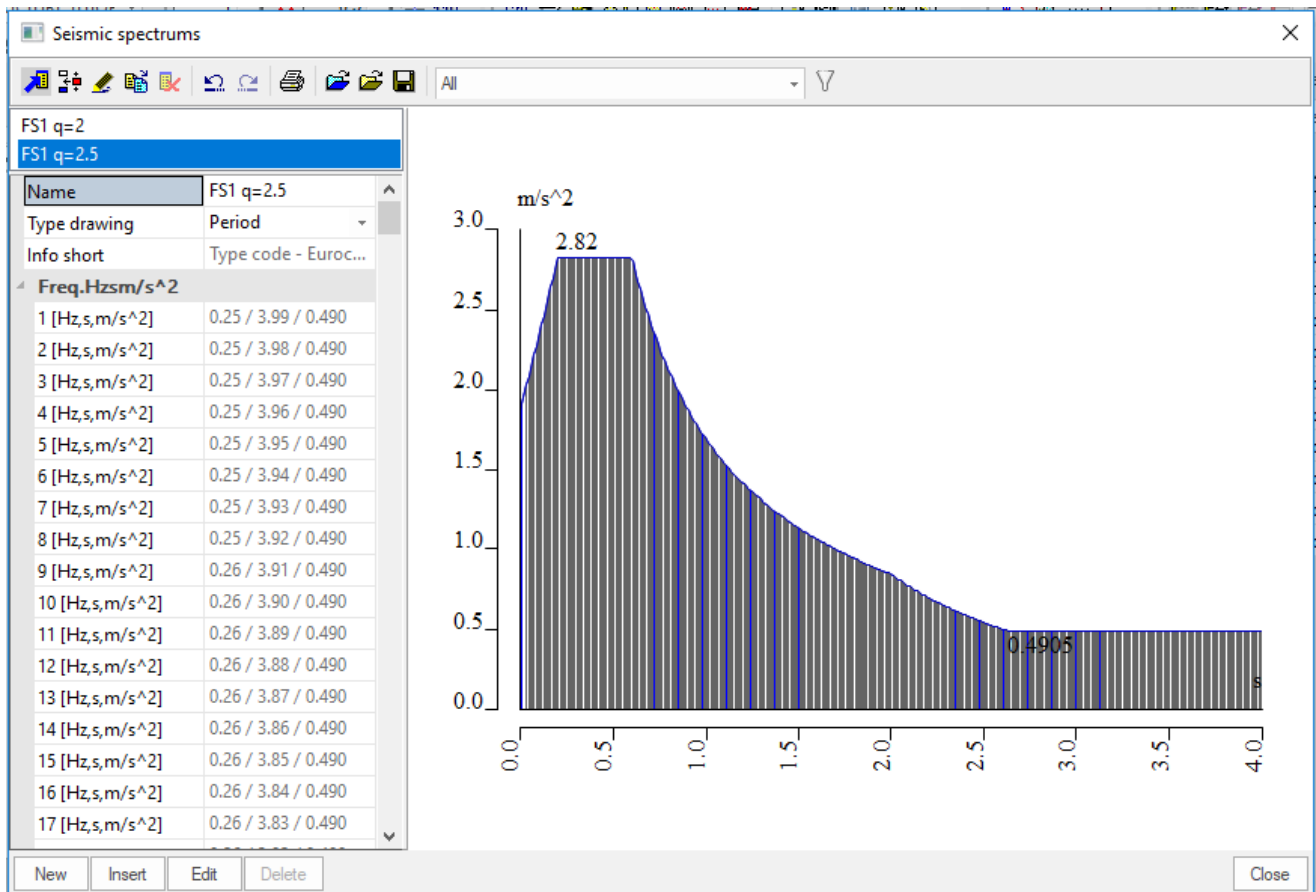 Seismic spectrums
All
FS1 q=2
FS1 q=2.5
Name FS1 q=2.5
Type drawing Period
Info short Type code - Euroc...
Freq.Hzsm/s^2
1 [Hz,s,m/s^2] 0.25 / 3.99 / 0.490
2 [Hz,s,m/s^2] 0.25 / 3.98 / 0.490
3 [Hz,s,m/s^2] 0.25 / 3.97 / 0.490
4 [Hz,s,m/s^2] 0.25 / 3.96 / 0.490
5 [Hz,s,m/s^2] 0.25 / 3.95 / 0.490
6 [Hz,s,m/s^2] 0.25 / 3.94 / 0.490
7 [Hz,s,m/s^2] 0.25 / 3.93 / 0.490
8 [Hz,s,m/s^2] 0.25 / 3.92 / 0.490
9 [Hz,s,m/s^2] 0.26 / 3.91 / 0.490
10 [Hz,s,m/s^2] 0.26 / 3.90 / 0.490
11 [Hz,s,m/s^2] 0.26 / 3.89 / 0.490
12 [Hz,s,m/s^2] 0.26 / 3.88 / 0.490
13 [Hz,s,m/s^2] 0.26 / 3.87 / 0.490
14 [Hz,s,m/s^2] 0.26 / 3.86 / 0.490
15 [Hz,s,m/s^2] 0.26 / 3.85 / 0.490
16 [Hz,s,m/s^2] 0.26 / 3.84 / 0.490
17 [Hz,s,m/s^2] 0.26 / 3.83 / 0.490
m/s^2
3.0
2.82
2.5
2.0
1.5
1.0
0.5
0.4905
s
0.0
0.0 0.5 1.0 1.5 2.0 2.5 3.0 3.5 4.0
New Insert Edit Delete Close